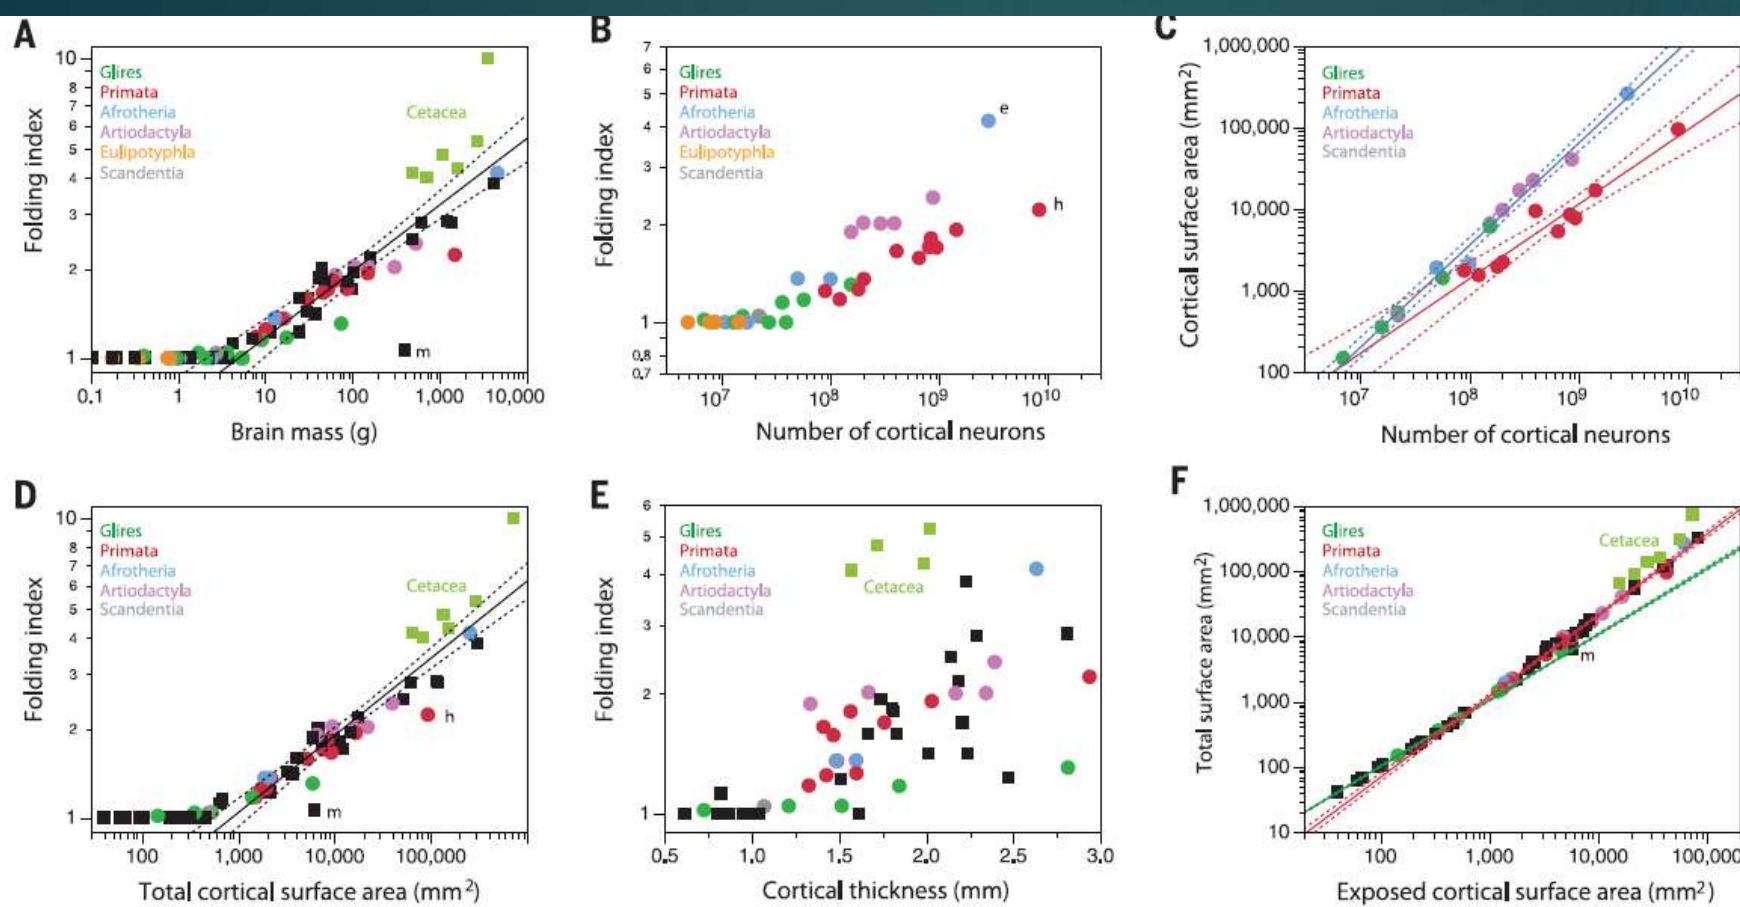 A
Folding index
10
8
7
6
5
4
3
2
1
Glires
Primata
Afrotheria
Artiodactyla
Eulipotyphla
Scandentia
Cetacea
m
0.1
1
10
100
1,000
10,000
Brain mass (g)
B
Folding index
7
6
5
4
3
2
1
0.8
0.7
Glires
Primata
Afrotheria
Artiodactyla
Eulipotyphla
Scandentia
e
h
10⁷
10⁸
10⁹
10¹⁰
Number of cortical neurons
C
Cortical surface area (mm²)
1,000,000
100,000
10,000
1,000
100
Glires
Primata
Afrotheria
Artiodactyla
Scandentia
10⁷
10⁸
10⁹
10¹⁰
Number of cortical neurons
D
Folding index
10
8
7
6
5
4
3
2
1
Glires
Primata
Afrotheria
Artiodactyla
Scandentia
Cetacea
h
m
100
1,000
10,000
100,000
Total cortical surface area (mm²)
E
Folding index
6
5
4
3
2
1
Glires
Primata
Afrotheria
Artiodactyla
Scandentia
Cetacea
0.5
1.0
1.5
2.0
2.5
3.0
Cortical thickness (mm)
F
Total surface area (mm²)
1,000,000
100,000
10,000
1,000
100
10
Glires
Primata
Afrotheria
Artiodactyla
Scandentia
Cetacea
m
100
1,000
10,000
100,000
Exposed cortical surface area (mm²)